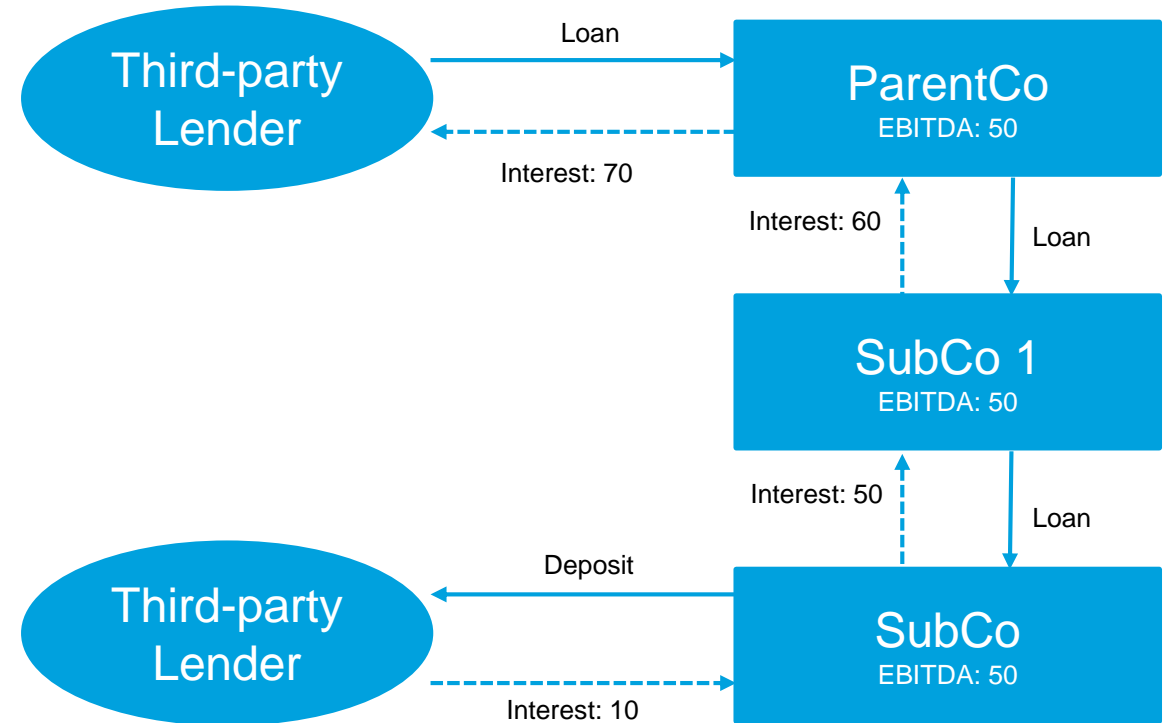 Loan
Third-party
Lender
ParentCo
EBITDA: 50
Interest: 70
Interest: 60
Loan
SubCo 1
EBITDA: 50
Interest: 50
Loan
Deposit
Third-party
Lender
SubCo
EBITDA: 50
Interest: 10